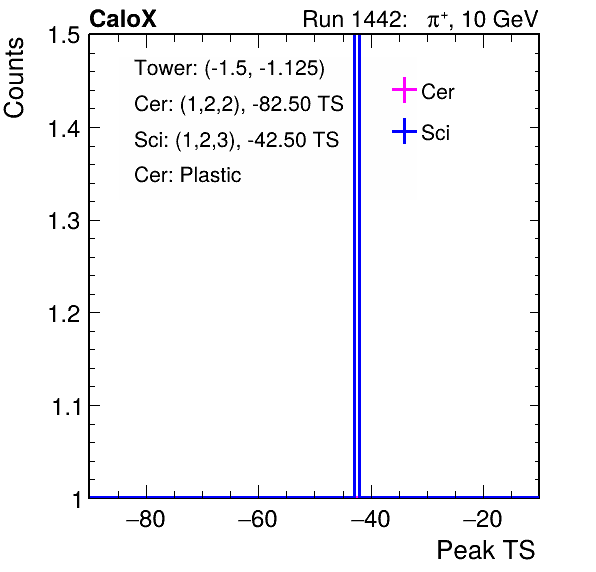 CaloX Run 1442: π⁺, 10 GeV
Counts
1.5
1.4
1.3
1.2
1.1
1
Tower: (-1.5, -1.125)
Cer: (1,2,2), -82.50 TS
Sci: (1,2,3), -42.50 TS
Cer: Plastic
Cer
Sci
−80 −60 −40 −20
Peak TS